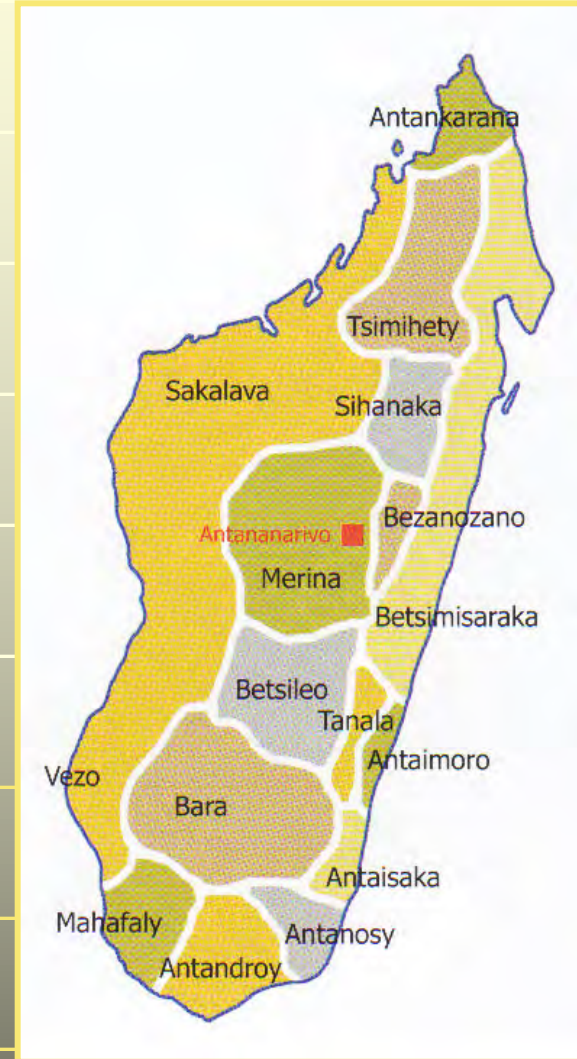 Antankarana
Tsimihety
Sakalava
Sihanaka
Bezanozano
Antananarivo
Merina
Betsimisaraka
Betsileo
Tanala
Antaimoro
Vezo
Bara
Antaisaka
Mahafaly
Antanosy
Antandroy